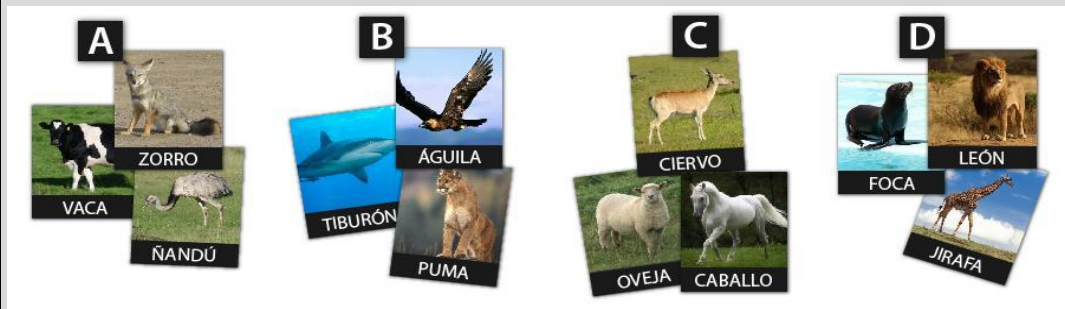 A
ZORRO
VACA
ÑANDÚ
B
ÁGUILA
TIBURÓN
PUMA
C
CIERVO
OVEJA
CABALLO
D
LEÓN
FOCA
JIRAFA